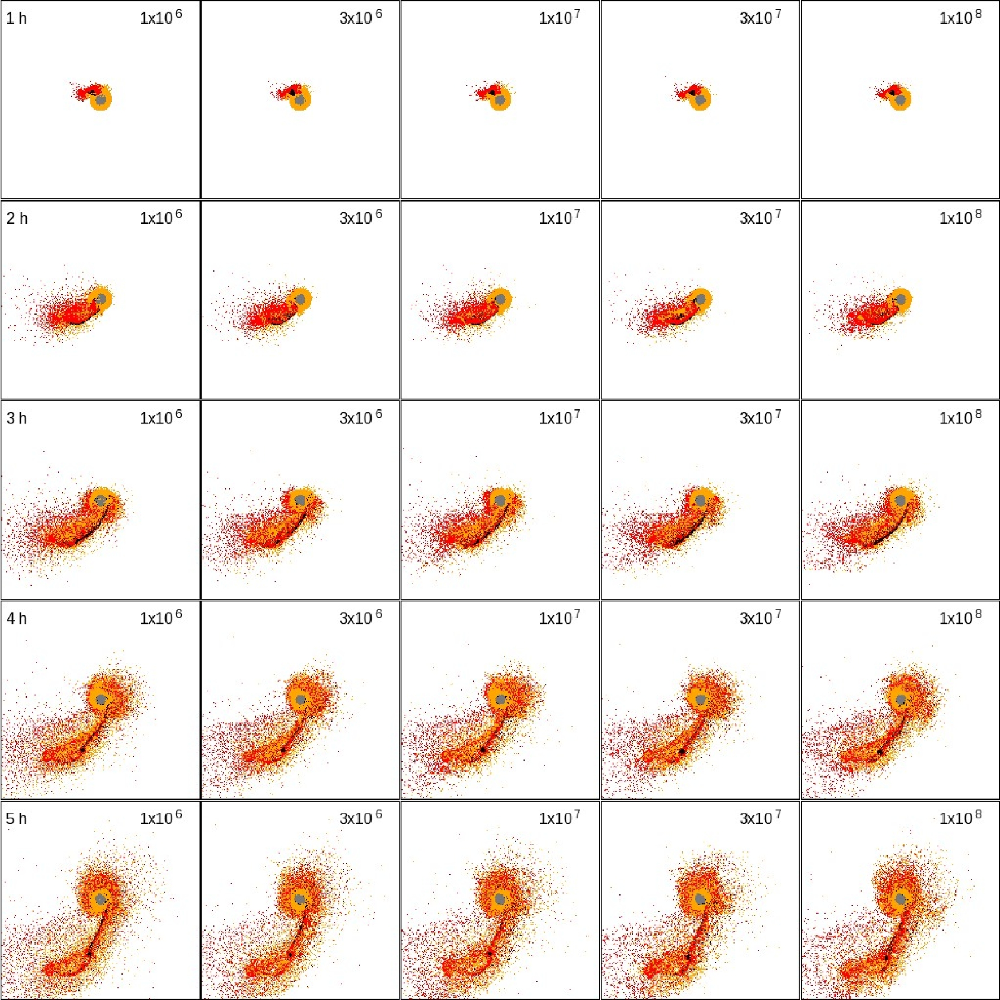 1 h 1x10⁶ 3x10⁶ 1x10⁷ 3x10⁷ 1x10⁸
2 h 1x10⁶ 3x10⁶ 1x10⁷ 3x10⁷ 1x10⁸
3 h 1x10⁶ 3x10⁶ 1x10⁷ 3x10⁷ 1x10⁸
4 h 1x10⁶ 3x10⁶ 1x10⁷ 3x10⁷ 1x10⁸
5 h 1x10⁶ 3x10⁶ 1x10⁷ 3x10⁷ 1x10⁸